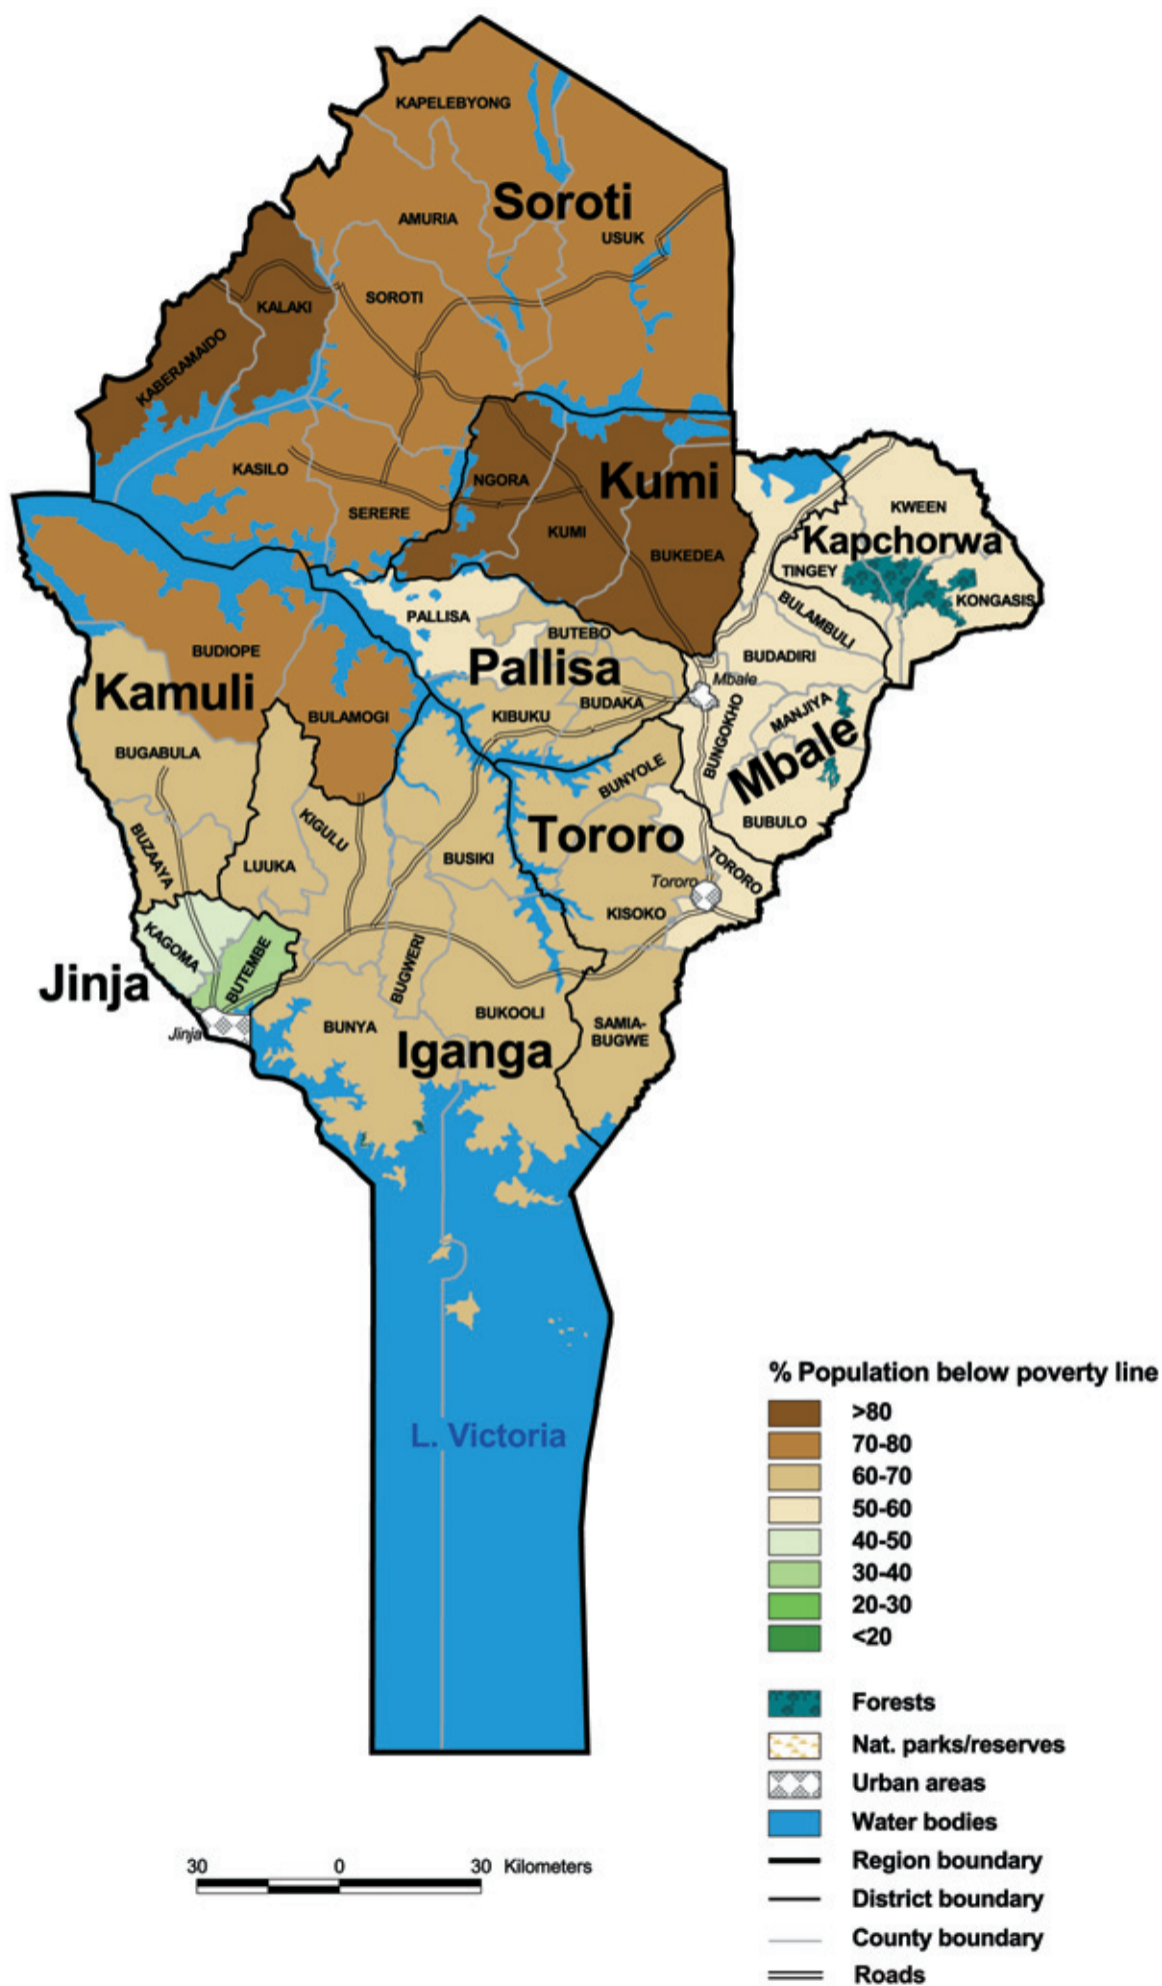 KAPELEBYONG
Soroti
AMURIA
USUK
SOROTI
KALAKI
KABERAMAIDO
KASILO
NGORA
Kumi
SERERE
KUMI
BUKEDEA
KWEEN
Kapchorwa
TINGEY
KONGASIS
BULAMBULI
PALLISA
BUTEBO
BUDIOPE
Pallisa
BUDADIRI
Mbale
Kamuli
BULAMOGI
KIBUKU
BUDAKA
BUNGOKHO
MANJIYA
Mbale
BUGABULA
BUNYOLE
KIGULU
Tororo
BUBULO
BUZAAYA
LUUKA
BUSIKI
TORORO
Tororo
KISOKO
KAGOMA
BUTEMBE
BUGWERI
Jinja
BUKOOLI
Jinja
BUNYA
SAMIA-
BUGWE
Iganga
L. Victoria
% Population below poverty line
>80
70-80
60-70
50-60
40-50
30-40
20-30
<20
Forests
Nat. parks/reserves
Urban areas
Water bodies
Region boundary
District boundary
County boundary
Roads
30 0 30 Kilometers